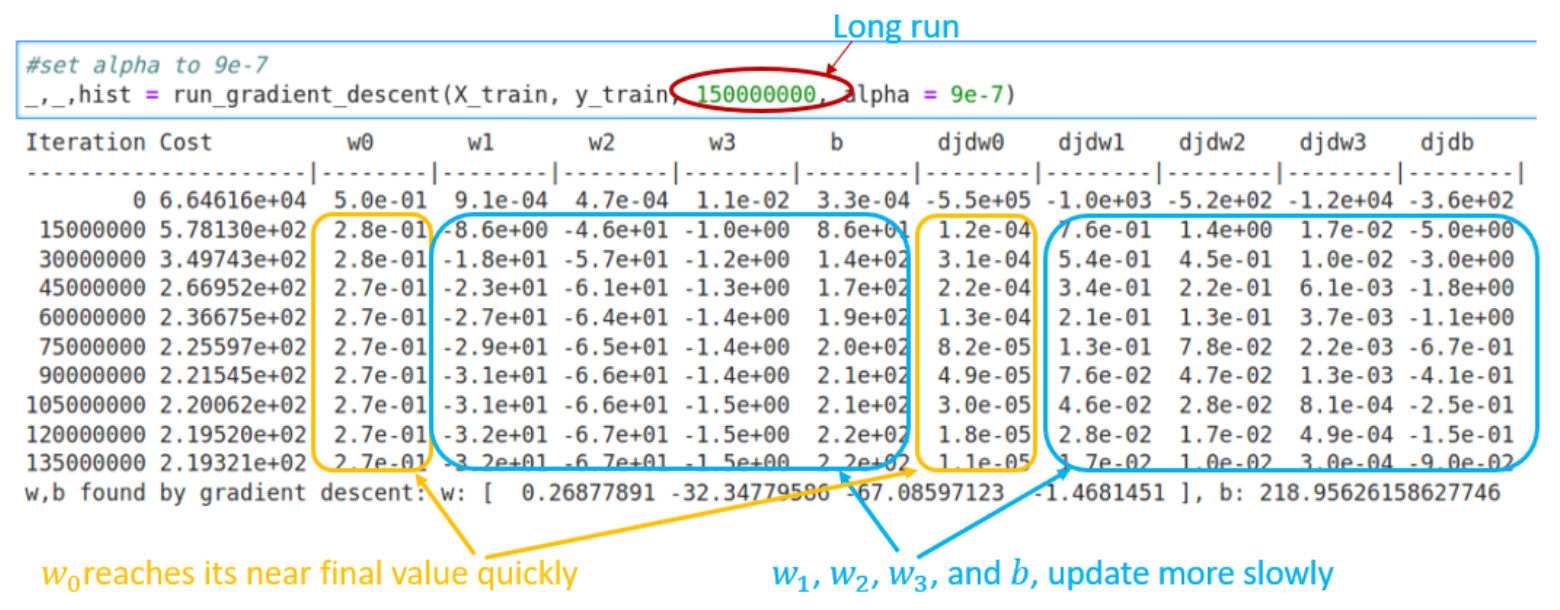 Long run
#set alpha to 9e-7
_,_,hist = run_gradient_descent(X_train, y_train, 150000000, alpha = 9e-7)
Iteration Cost w0 w1 w2 w3 b djdw0 djdw1 djdw2 djdw3 djdb
---------------------|--------|--------|--------|--------|--------|--------|--------|--------|--------|--------|
0 6.64616e+04 5.0e-01 9.1e-04 4.7e-04 1.1e-02 3.3e-04 -5.5e+05 -1.0e+03 -5.2e+02 -1.2e+04 -3.6e+02
15000000 5.78130e+02 2.8e-01 -8.6e+00 -4.6e+01 -1.0e+00 8.6e+01 1.2e-04 7.6e-01 1.4e+00 1.7e-02 -5.0e+00
30000000 3.49743e+02 2.8e-01 -1.8e+01 -5.7e+01 -1.2e+00 1.4e+02 3.1e-04 5.4e-01 4.5e-01 1.0e-02 -3.0e+00
45000000 2.66952e+02 2.7e-01 -2.3e+01 -6.1e+01 -1.3e+00 1.7e+02 2.2e-04 3.4e-01 2.2e-01 6.1e-03 -1.8e+00
60000000 2.36675e+02 2.7e-01 -2.7e+01 -6.4e+01 -1.4e+00 1.9e+02 1.3e-04 2.1e-01 1.3e-01 3.7e-03 -1.1e+00
75000000 2.25597e+02 2.7e-01 -2.9e+01 -6.5e+01 -1.4e+00 2.0e+02 8.2e-05 1.3e-01 7.8e-02 2.2e-03 -6.7e-01
90000000 2.21545e+02 2.7e-01 -3.1e+01 -6.6e+01 -1.4e+00 2.1e+02 4.9e-05 7.6e-02 4.7e-02 1.3e-03 -4.1e-01
105000000 2.20062e+02 2.7e-01 -3.1e+01 -6.6e+01 -1.5e+00 2.1e+02 3.0e-05 4.6e-02 2.8e-02 8.1e-04 -2.5e-01
120000000 2.19520e+02 2.7e-01 -3.2e+01 -6.7e+01 -1.5e+00 2.2e+02 1.8e-05 2.8e-02 1.7e-02 4.9e-04 -1.5e-01
135000000 2.19321e+02 2.7e-01 -3.2e+01 -6.7e+01 -1.5e+00 2.2e+02 1.1e-05 1.7e-02 1.0e-02 3.0e-04 -9.0e-02
w,b found by gradient descent: w: [ 0.26877891 -32.34779586 -67.08597123 -1.4681451 ], b: 218.95626158627746
w₀ reaches its near final value quickly
w₁, w₂, w₃, and b, update more slowly